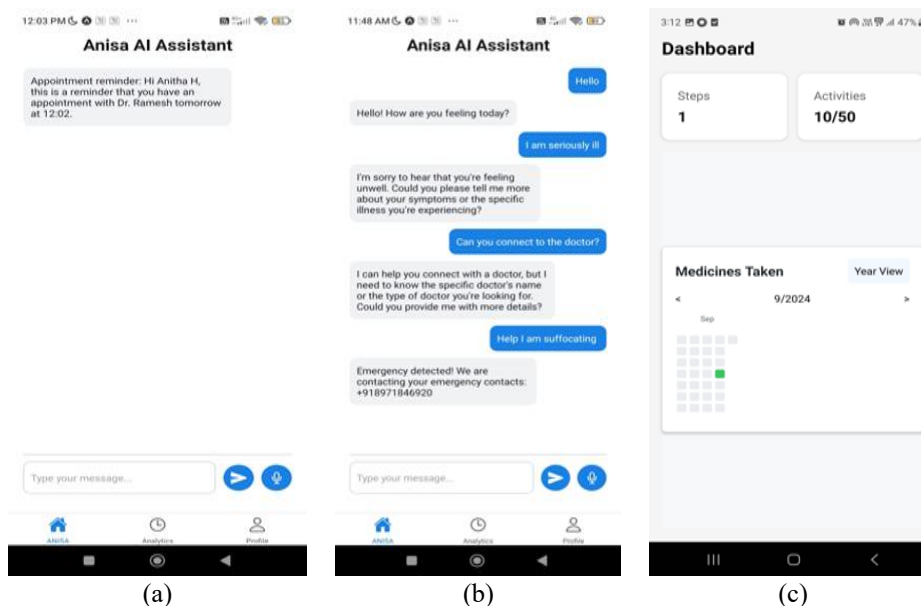 12:03 PM
Anisa AI Assistant
Appointment reminder: Hi Anitha H,
this is a reminder that you have an
appointment with Dr. Ramesh tomorrow
at 12:02.
Type your message...
ANISA
Analytics
Profile
(a)
11:48 AM
Anisa AI Assistant
Hello
Hello! How are you feeling today?
I am seriously ill
I'm sorry to hear that you're feeling
unwell. Could you please tell me more
about your symptoms or the specific
illness you're experiencing?
Can you connect to the doctor?
I can help you connect with a doctor, but I
need to know the specific doctor's name
or the type of doctor you're looking for.
Could you provide me with more details?
Help I am suffocating
Emergency detected! We are
contacting your emergency contacts:
+918971846920
Type your message...
ANISA
Analytics
Profile
(b)
3:12
47%
Dashboard
Steps
1
Activities
10/50
Medicines Taken
Year View
< 9/2024 >
Sep
(c)